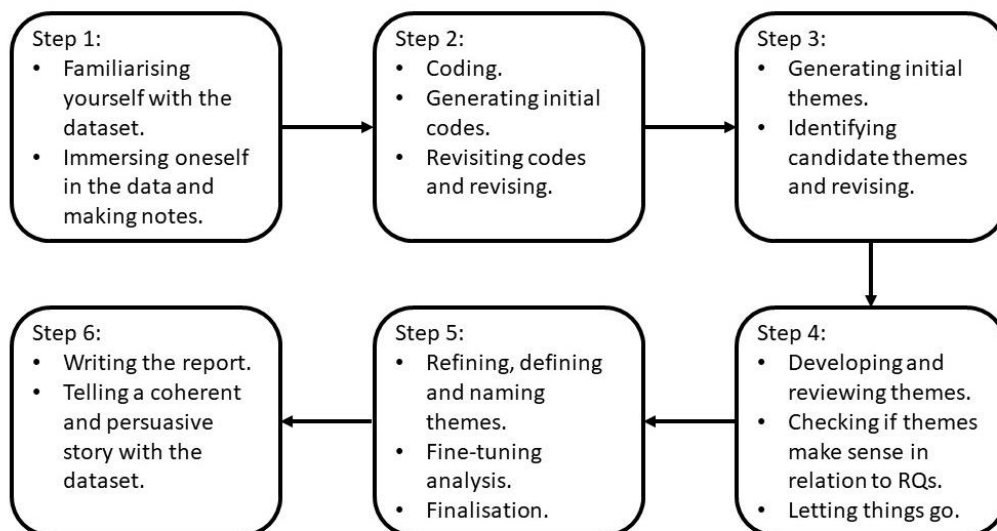 Step 1:
• Familiarising
yourself with the
dataset.
• Immersing oneself
in the data and
making notes.
Step 2:
• Coding.
• Generating initial
codes.
• Revisiting codes
and revising.
Step 3:
• Generating initial
themes.
• Identifying
candidate themes
and revising.
Step 4:
• Developing and
reviewing themes.
• Checking if themes
make sense in
relation to RQs.
• Letting things go.
Step 5:
• Refining, defining
and naming
themes.
• Fine-tuning
analysis.
• Finalisation.
Step 6:
• Writing the report.
• Telling a coherent
and persuasive
story with the
dataset.